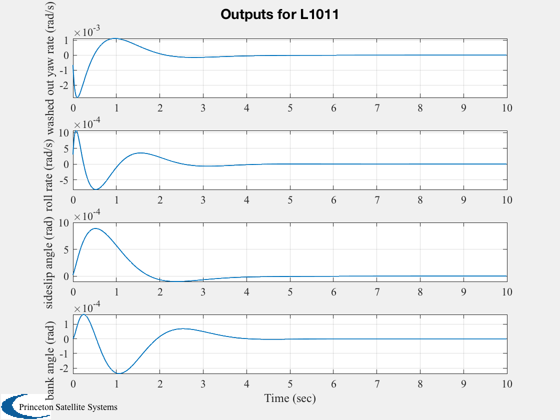 Outputs for L1011
×10^-3
washed out yaw rate (rad/s)
1
0
-1
-2
0 1 2 3 4 5 6 7 8 9 10
×10^-4
roll rate (rad/s)
10
5
0
-5
0 1 2 3 4 5 6 7 8 9 10
×10^-4
sideslip angle (rad)
10
5
0
0 1 2 3 4 5 6 7 8 9 10
×10^-4
bank angle (rad)
1
0
-1
-2
0 1 2 3 4 5 6 7 8 9 10
Time (sec)
Princeton Satellite Systems